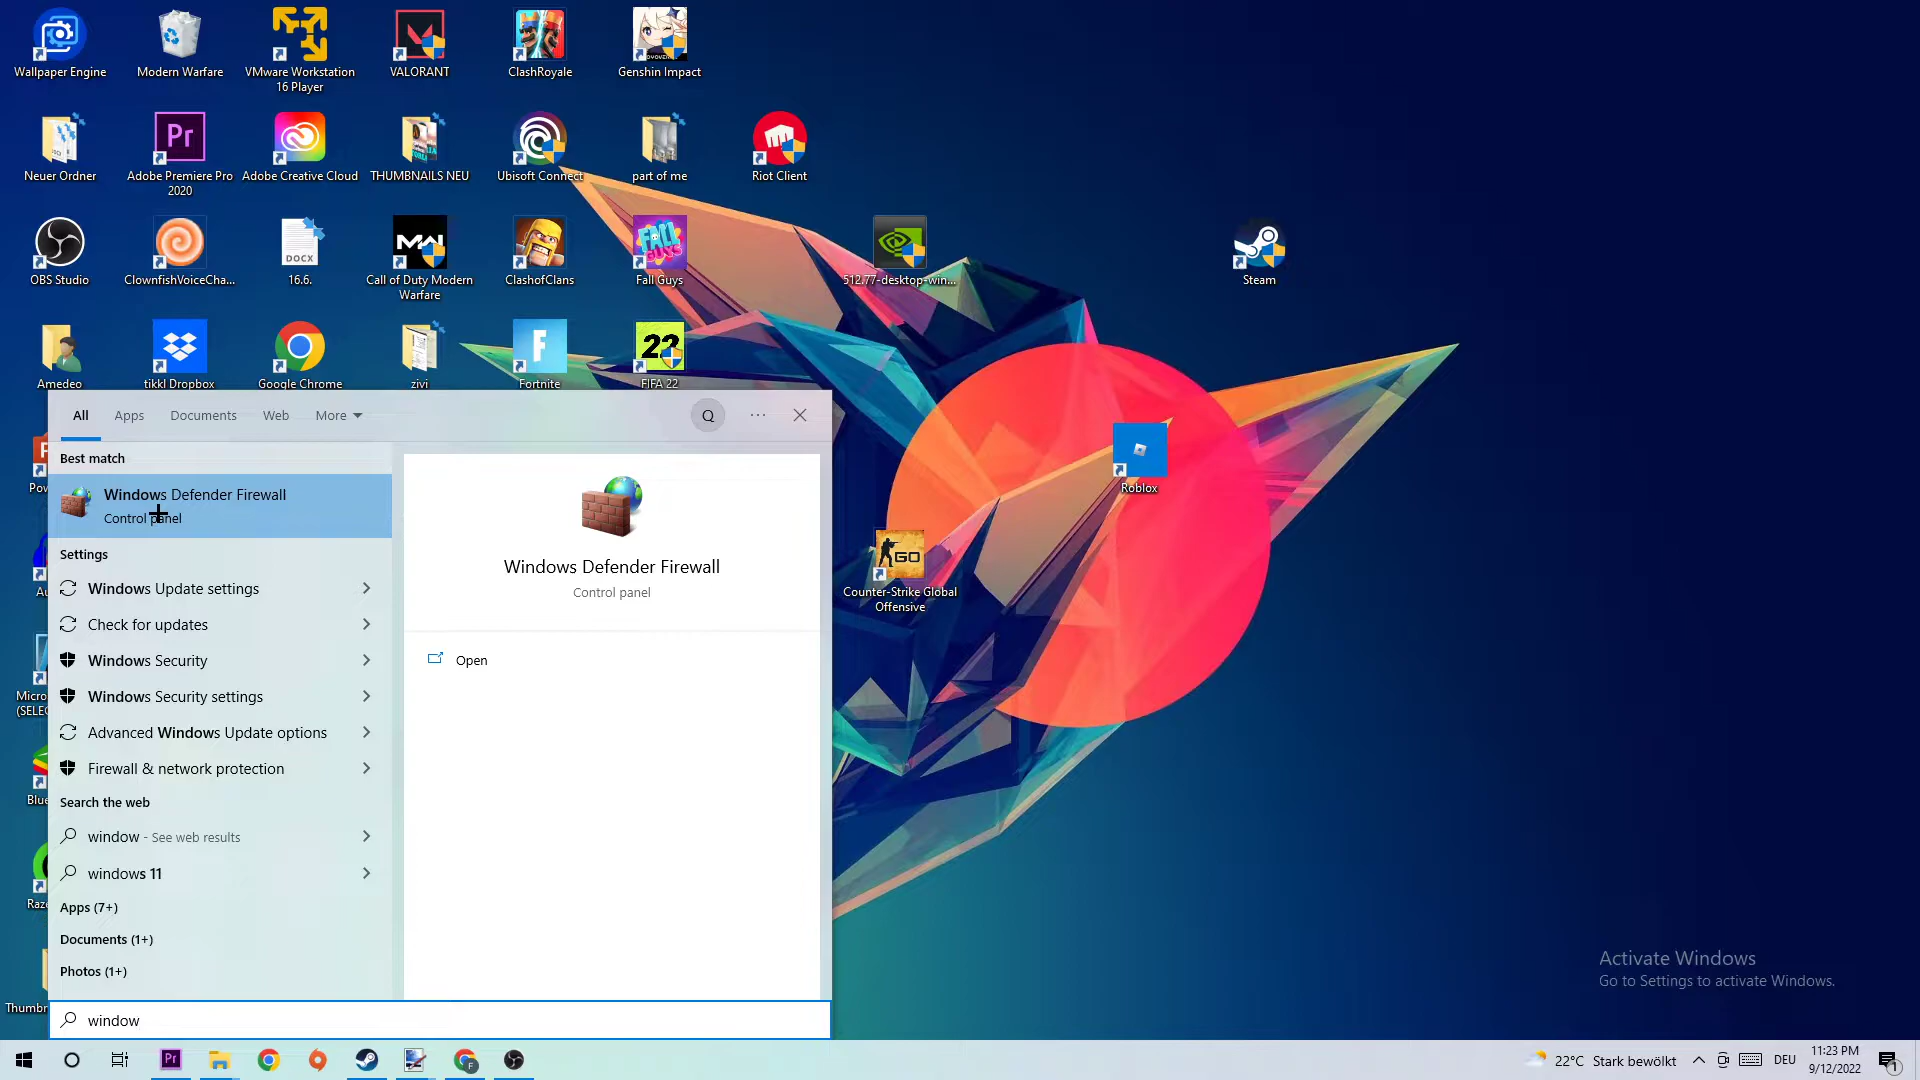 Wallpaper Engine
Modern Warfare
VMware Workstation
16 Player
VALORANT
ClashRoyale
Genshin Impact
Neuer Ordner
Adobe Premiere Pro
2020
Adobe Creative Cloud
THUMBNAILS NEU
Ubisoft Connect
part of me
Riot Client
OBS Studio
ClownfishVoiceCha...
16.6.
Call of Duty Modern
Warfare
ClashofClans
Fall Guys
512.77-desktop-win...
Steam
Amedeo
tikkl Dropbox
Google Chrome
zivi
Fortnite
FIFA 22
Roblox
Counter-Strike Global
Offensive
All
Apps
Documents
Web
More
Q
Best match
Windows Defender Firewall
Control panel
Settings
Windows Update settings
Check for updates
Windows Security
Windows Security settings
Advanced Windows Update options
Firewall & network protection
Search the web
window - See web results
windows 11
Apps (7+)
Documents (1+)
Photos (1+)
window
Windows Defender Firewall
Control panel
Open
Activate Windows
Go to Settings to activate Windows.
22°C Stark bewölkt
DEU
11:23 PM
9/12/2022
1